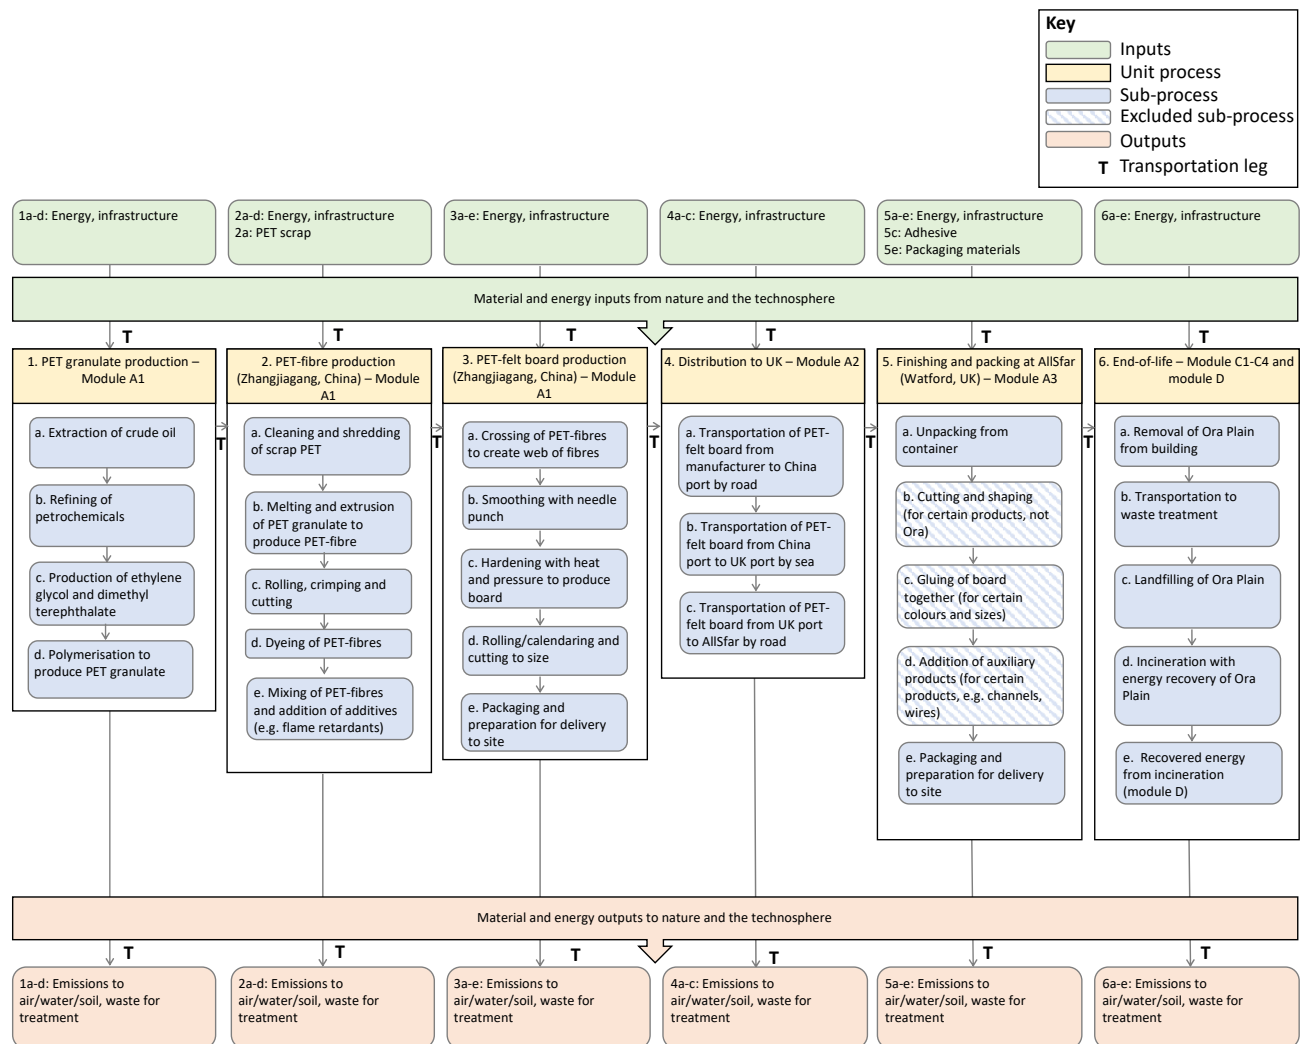 Key
Inputs
Unit process
Sub-process
Excluded sub-process
Outputs
T Transportation leg
1a-d: Energy, infrastructure
2a-d: Energy, infrastructure
2a: PET scrap
3a-e: Energy, infrastructure
4a-c: Energy, infrastructure
5a-e: Energy, infrastructure
5c: Adhesive
5e: Packaging materials
6a-e: Energy, infrastructure
Material and energy inputs from nature and the technosphere
T
T
T
T
T
T
1. PET granulate production –
Module A1
a. Extraction of crude oil
b. Refining of
petrochemicals
c. Production of ethylene
glycol and dimethyl
terephthalate
d. Polymerisation to
produce PET granulate
T
2. PET-fibre production
(Zhangjiagang, China) – Module
A1
a. Cleaning and shredding
of scrap PET
b. Melting and extrusion
of PET granulate to
produce PET-fibre
c. Rolling, crimping and
cutting
d. Dyeing of PET-fibres
e. Mixing of PET-fibres
and addition of additives
(e.g. flame retardants)
T
3. PET-felt board production
(Zhangjiagang, China) – Module
A1
a. Crossing of PET-fibres
to create web of fibres
b. Smoothing with needle
punch
c. Hardening with heat
and pressure to produce
board
d. Rolling/calendaring and
cutting to size
e. Packaging and
preparation for delivery
to site
T
4. Distribution to UK – Module A2
a. Transportation of PET-
felt board from
manufacturer to China
port by road
b. Transportation of PET-
felt board from China
port to UK port by sea
c. Transportation of PET-
felt board from UK port
to AllSfar by road
T
5. Finishing and packing at AllSfar
(Watford, UK) – Module A3
a. Unpacking from
container
b. Cutting and shaping
(for certain products, not
Ora)
c. Gluing of board
together (for certain
colours and sizes)
d. Addition of auxiliary
products (for certain
products, e.g. channels,
wires)
e. Packaging and
preparation for delivery
to site
T
6. End-of-life – Module C1-C4 and
module D
a. Removal of Ora Plain
from building
b. Transportation to
waste treatment
c. Landfilling of Ora Plain
d. Incineration with
energy recovery of Ora
Plain
e. Recovered energy
from incineration
(module D)
Material and energy outputs to nature and the technosphere
T
T
T
T
T
T
1a-d: Emissions to
air/water/soil, waste for
treatment
2a-d: Emissions to
air/water/soil, waste for
treatment
3a-e: Emissions to
air/water/soil, waste for
treatment
4a-c: Emissions to
air/water/soil, waste for
treatment
5a-e: Emissions to
air/water/soil, waste for
treatment
6a-e: Emissions to
air/water/soil, waste for
treatment